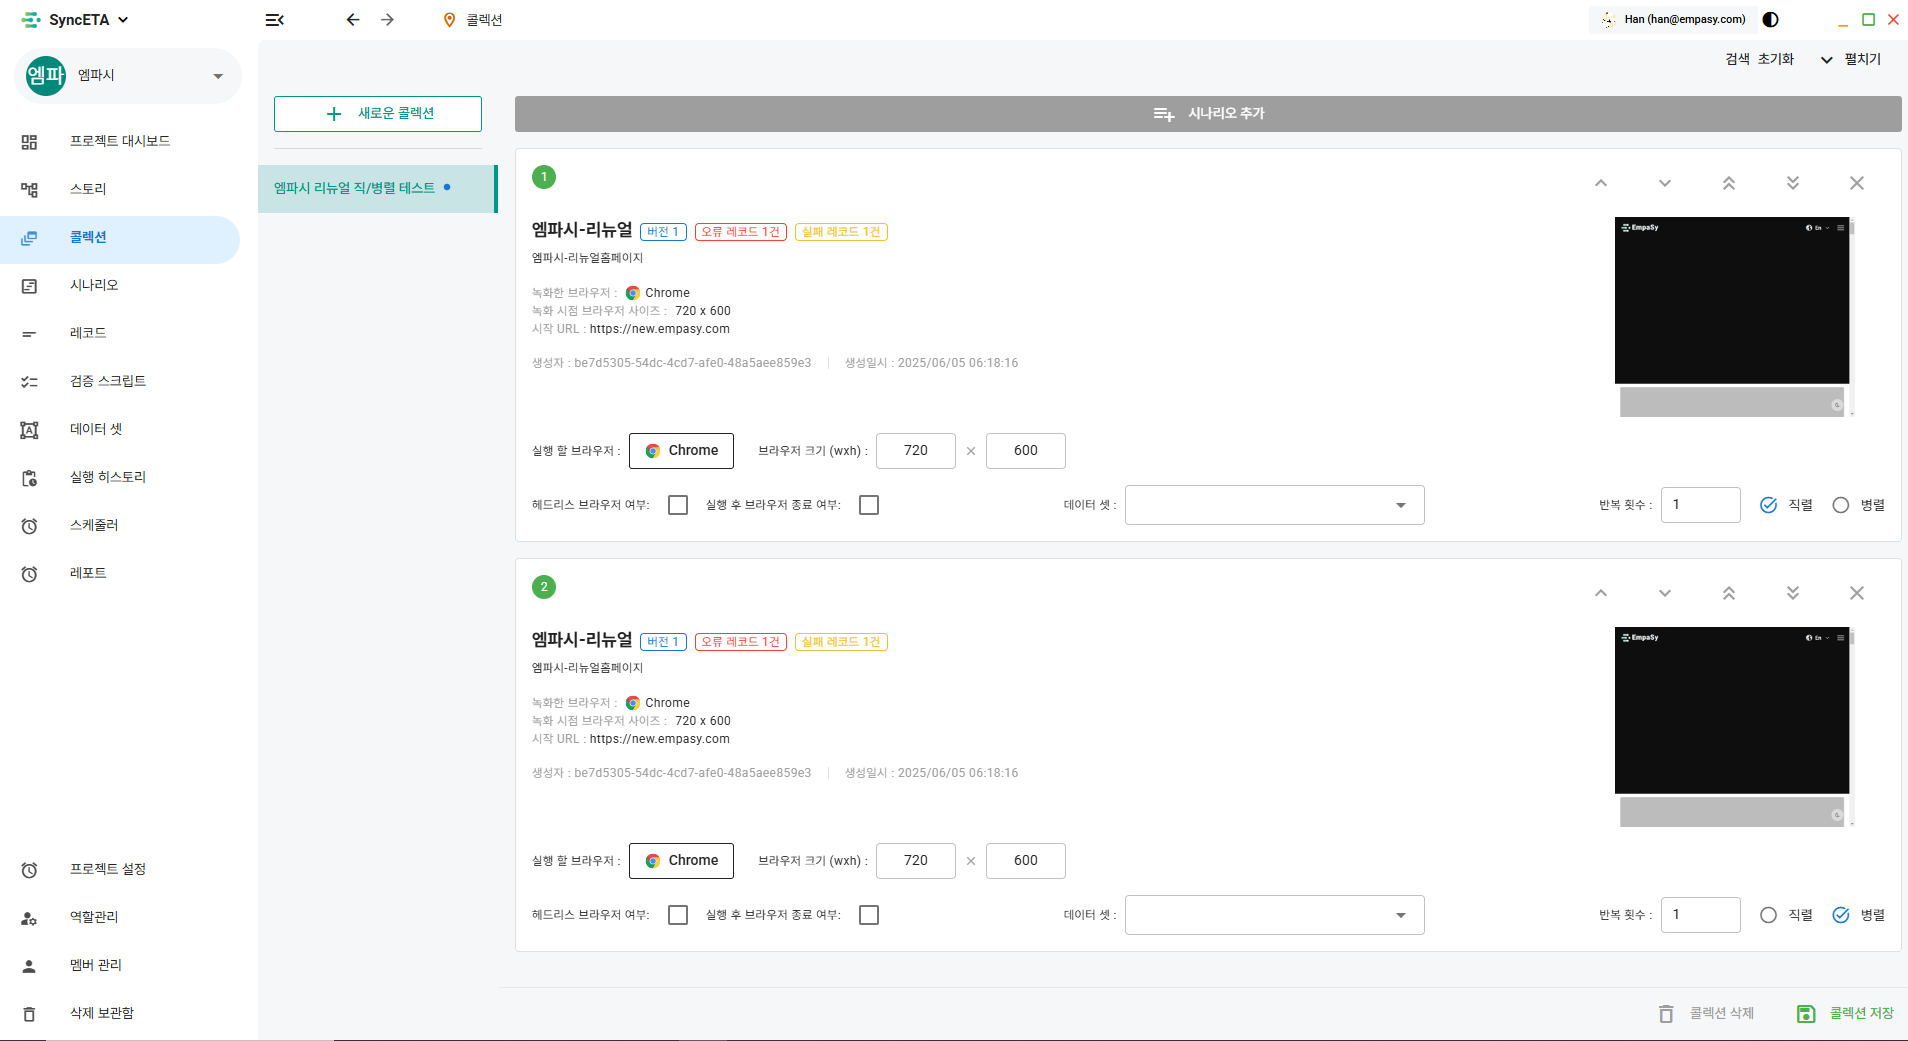 SyncETA
콜렉션
Han (han@empasy.com)
엠파
엠파시
검색 초기화
펼치기
프로젝트 대시보드
스토리
콜렉션
시나리오
레코드
검증 스크립트
데이터 셋
실행 히스토리
스케줄러
레포트
프로젝트 설정
역할관리
멤버 관리
삭제 보관함
새로운 콜렉션
엠파시 리뉴얼 직/병렬 테스트
시나리오 추가
1
엠파시-리뉴얼 버전 1 오류 레코드 1건 실패 레코드 1건
엠파시-리뉴얼홈페이지
녹화한 브라우저 : Chrome
녹화 시점 브라우저 사이즈 : 720 x 600
시작 URL : https://new.empasy.com
생성자 : be7d5305-54dc-4cd7-afe0-48a5aee859e3 생성일시 : 2025/06/05 06:18:16
EmpaSy En
실행 할 브라우저 : Chrome 브라우저 크기 (wxh) : 720 × 600
헤드리스 브라우저 여부: 실행 후 브라우저 종료 여부: 데이터 셋 : 반복 횟수 : 1 직렬 병렬
2
엠파시-리뉴얼 버전 1 오류 레코드 1건 실패 레코드 1건
엠파시-리뉴얼홈페이지
녹화한 브라우저 : Chrome
녹화 시점 브라우저 사이즈 : 720 x 600
시작 URL : https://new.empasy.com
생성자 : be7d5305-54dc-4cd7-afe0-48a5aee859e3 생성일시 : 2025/06/05 06:18:16
EmpaSy En
실행 할 브라우저 : Chrome 브라우저 크기 (wxh) : 720 × 600
헤드리스 브라우저 여부: 실행 후 브라우저 종료 여부: 데이터 셋 : 반복 횟수 : 1 직렬 병렬
콜렉션 삭제
콜렉션 저장